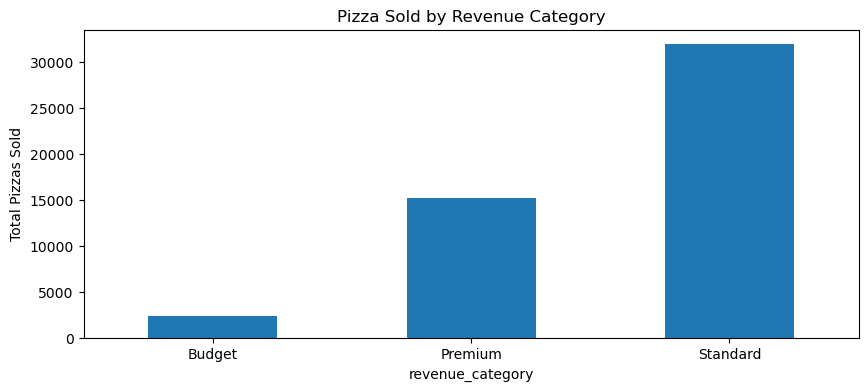 Pizza Sold by Revenue Category
Total Pizzas Sold
30000
25000
20000
15000
10000
5000
0
Budget Premium Standard
revenue_category